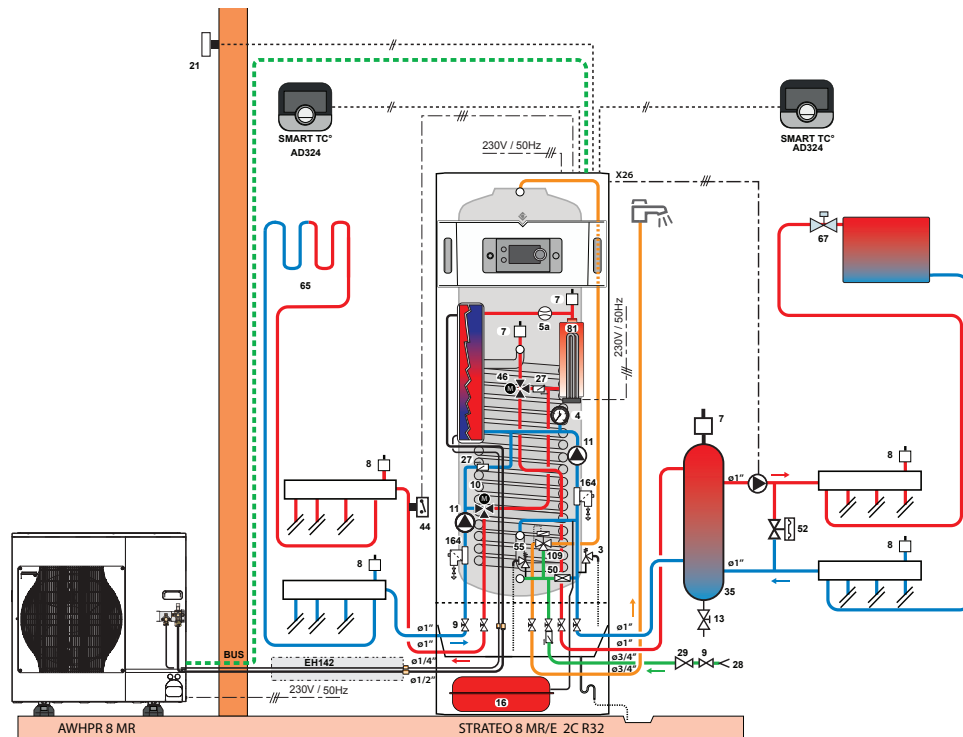 21
SMART TC°
AD324
230V / 50Hz
X26
SMART TC°
AD324
67
65
7
5a
81
7
230V / 50Hz
46
27
M
4
7
11
27
8
10
M
164
ø1"
8
11
44
52
164
55
109
3
8
8
50
ø1"
35
9
ø1"
ø1"
ø1"
ø1"
13
BUS
EH142
ø1/4"
ø1/2"
ø3/4"
ø3/4"
29
9
28
230V / 50Hz
16
AWHPR 8 MR
STRATEO 8 MR/E 2C R32